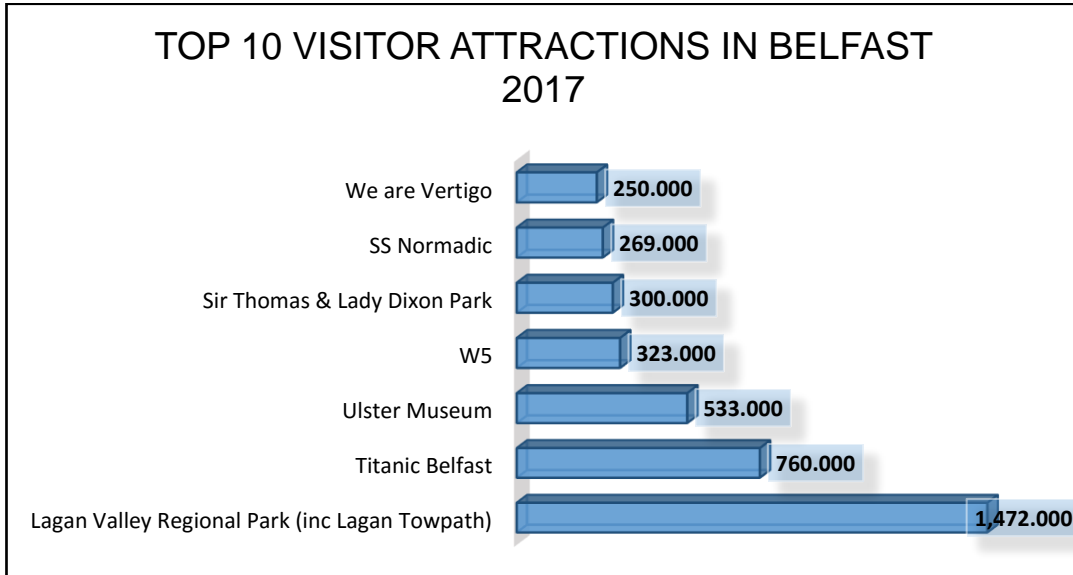 TOP 10 VISITOR ATTRACTIONS IN BELFAST
2017
We are Vertigo 250.000
SS Normadic 269.000
Sir Thomas & Lady Dixon Park 300.000
W5 323.000
Ulster Museum 533.000
Titanic Belfast 760.000
Lagan Valley Regional Park (inc Lagan Towpath) 1,472.000